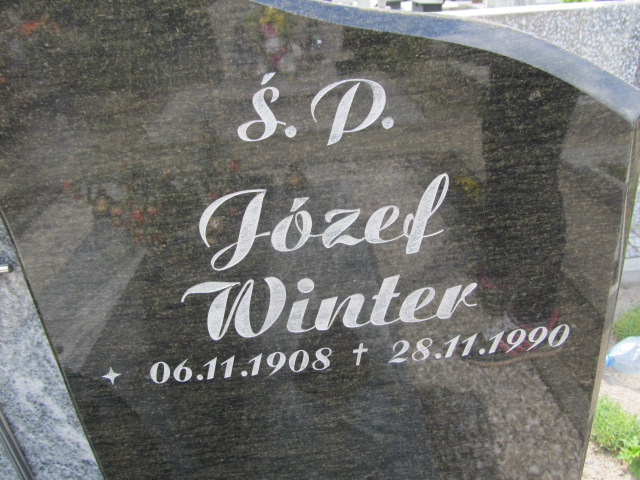 Ś. P.
Józef
Winter
✦ 06.11.1908 † 28.11.1990